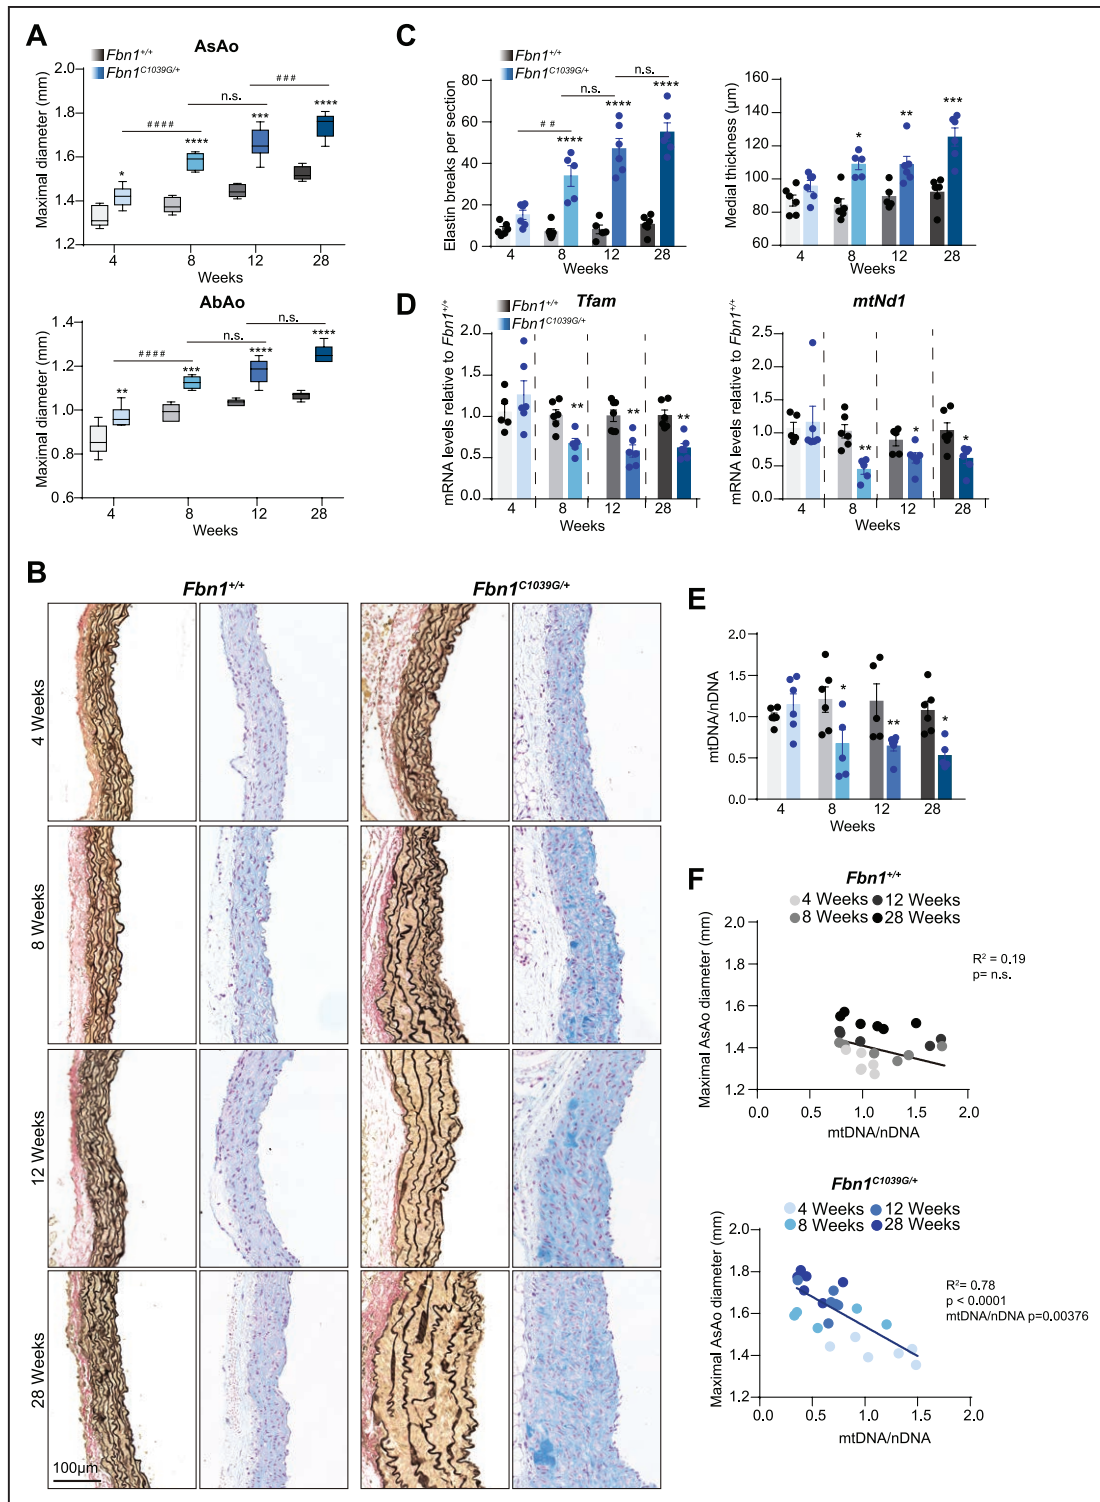 A
AsAo
Fbn1+/+
Fbn1C1039G/+
Maximal diameter (mm)
2.0
1.8
1.6
1.4
1.2
*
####
****
n.s.
***
###
****
4
8
12
28
Weeks
AbAo
Maximal diameter (mm)
1.4
1.2
1.0
0.8
0.6
**
####
***
n.s.
****
n.s.
****
4
8
12
28
Weeks
C
Fbn1+/+
Fbn1C1039G/+
Elastin breaks per section
80
60
40
20
0
##
****
n.s.
****
n.s.
****
4
8
12
28
Weeks
Medial thickness (µm)
160
140
120
100
80
60
*
**
***
4
8
12
28
Weeks
D
Tfam
Fbn1+/+
Fbn1C1039G/+
mRNA levels relative to Fbn1+/+
2.0
1.5
1.0
0.5
0.0
**
**
**
4
8
12
28
Weeks
mtNd1
mRNA levels relative to Fbn1+/+
2.5
2.0
1.5
1.0
0.5
0.0
**
*
*
4
8
12
28
Weeks
B
Fbn1+/+
Fbn1C1039G/+
4 Weeks
8 Weeks
12 Weeks
28 Weeks
100µm
E
mtDNA/nDNA
2.0
1.5
1.0
0.5
0.0
*
**
*
4
8
12
28
Weeks
F
Fbn1+/+
4 Weeks
12 Weeks
8 Weeks
28 Weeks
Maximal AsAo diameter (mm)
2.0
1.8
1.6
1.4
1.2
R² = 0.19
p= n.s.
0.0
0.5
1.0
1.5
2.0
mtDNA/nDNA
Fbn1C1039G/+
4 Weeks
12 Weeks
8 Weeks
28 Weeks
Maximal AsAo diameter (mm)
2.0
1.8
1.6
1.4
1.2
R²= 0.78
p < 0.0001
mtDNA/nDNA p=0.00376
0.0
0.5
1.0
1.5
2.0
mtDNA/nDNA